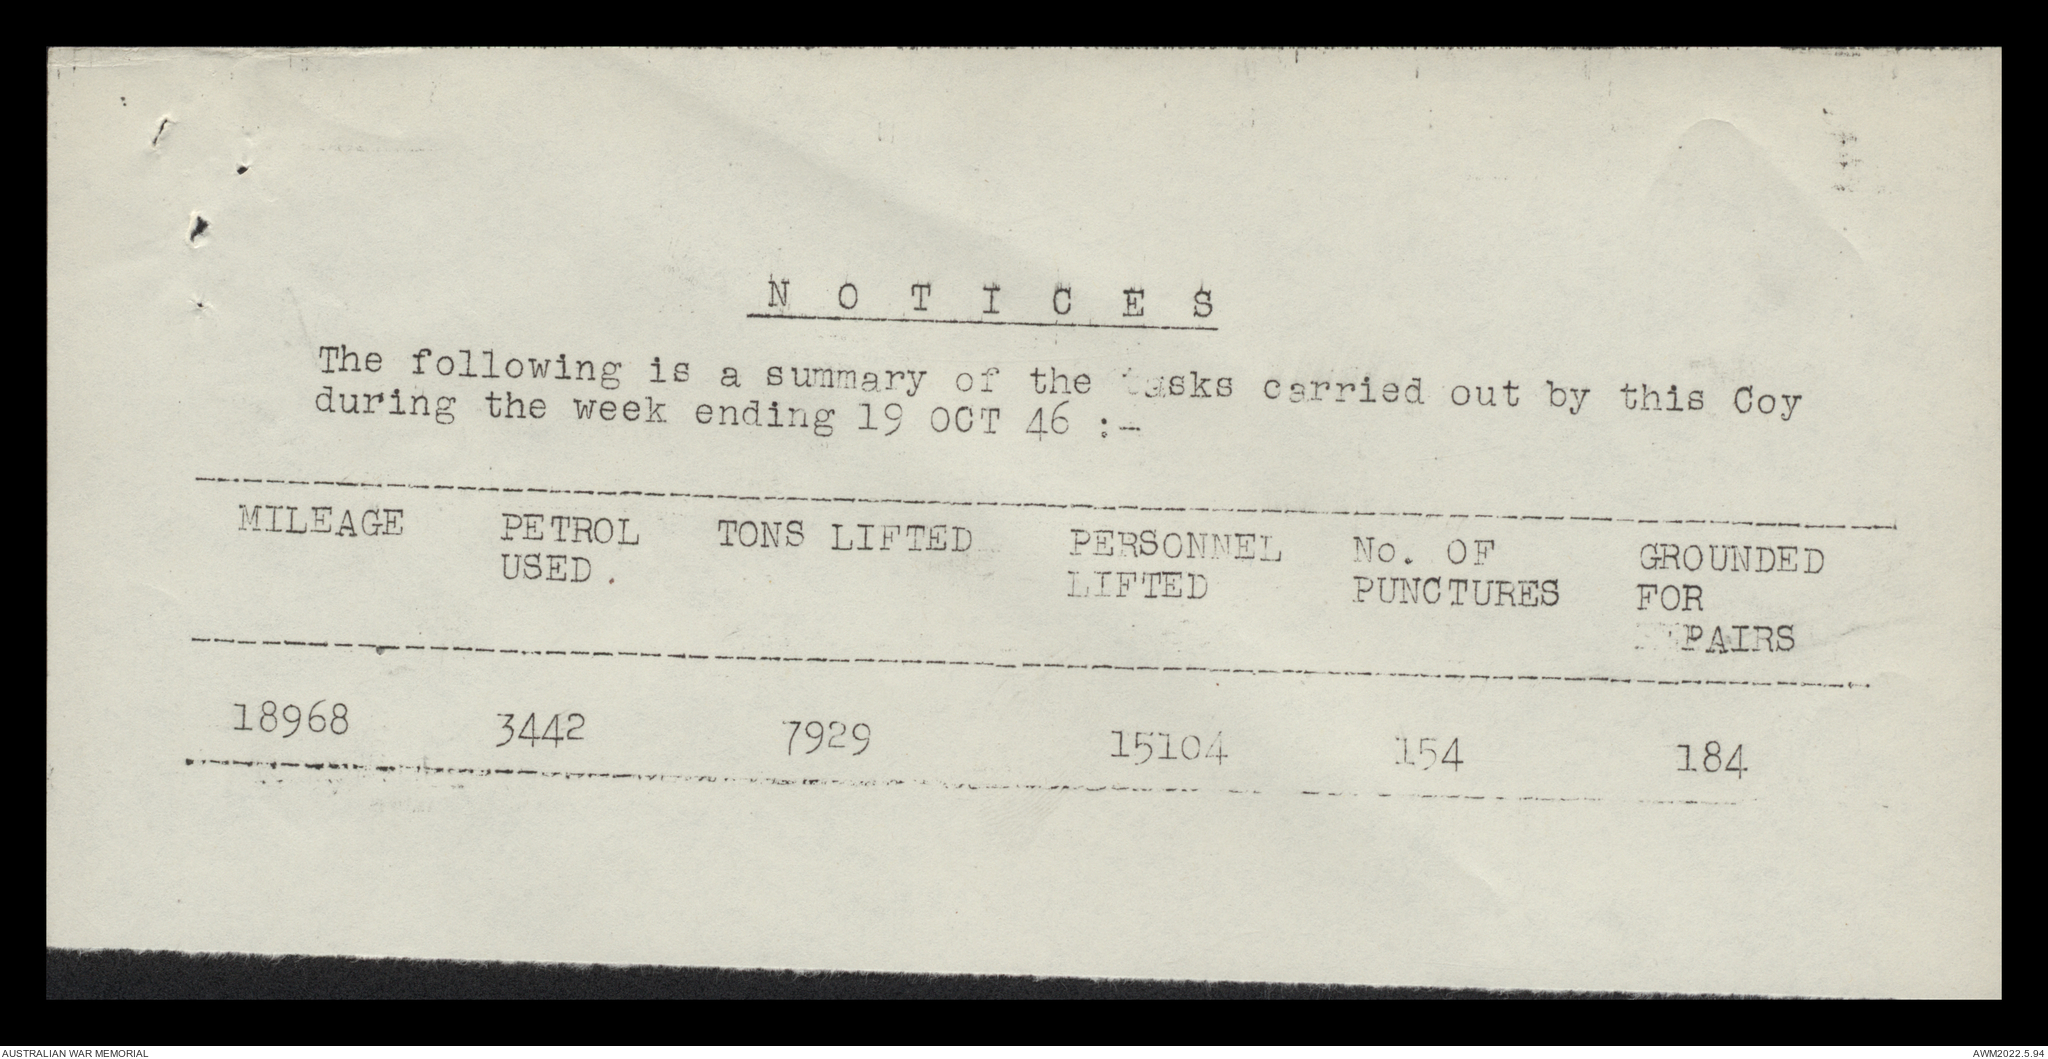 N O T I C E S
The following is a summary of the tasks carried out by this Coy
during the week ending 19 OCT 46 :-
MILEAGE PETROL USED. TONS LIFTED PERSONNEL LIFTED No. OF PUNCTURES GROUNDED FOR REPAIRS
18968 3442 7929 15104 154 184
AUSTRALIAN WAR MEMORIAL AWM2022.5.94